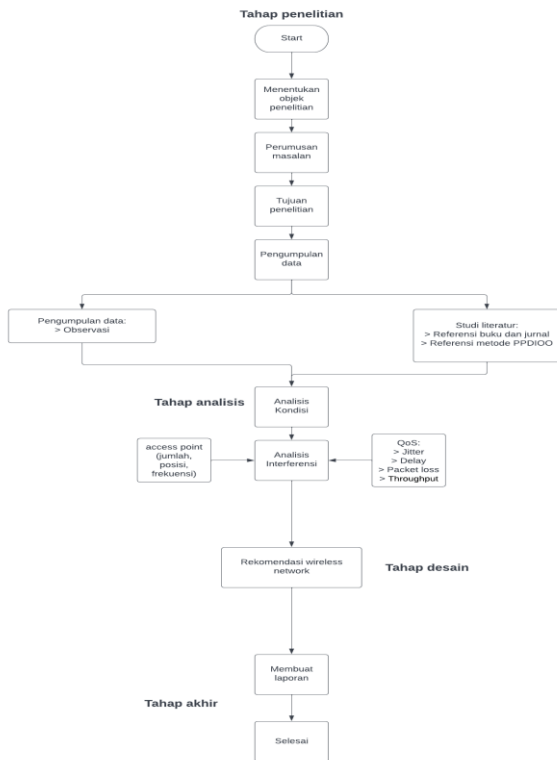 Tahap penelitian
Start
Menentukan
objek
penelitian
Perumusan
masalan
Tujuan
penelitian
Pengumpulan
data
Pengumpulan data:
> Observasi
Studi literatur:
> Referensi buku dan jurnal
> Referensi metode PPDIOO
Tahap analisis
Analisis
Kondisi
access point
(jumlah,
posisi,
frekuensi)
Analisis
Interferensi
QoS:
> Jitter
> Delay
> Packet loss
> Throughput
Rekomendasi wireless
network
Tahap desain
Membuat
laporan
Tahap akhir
Selesai